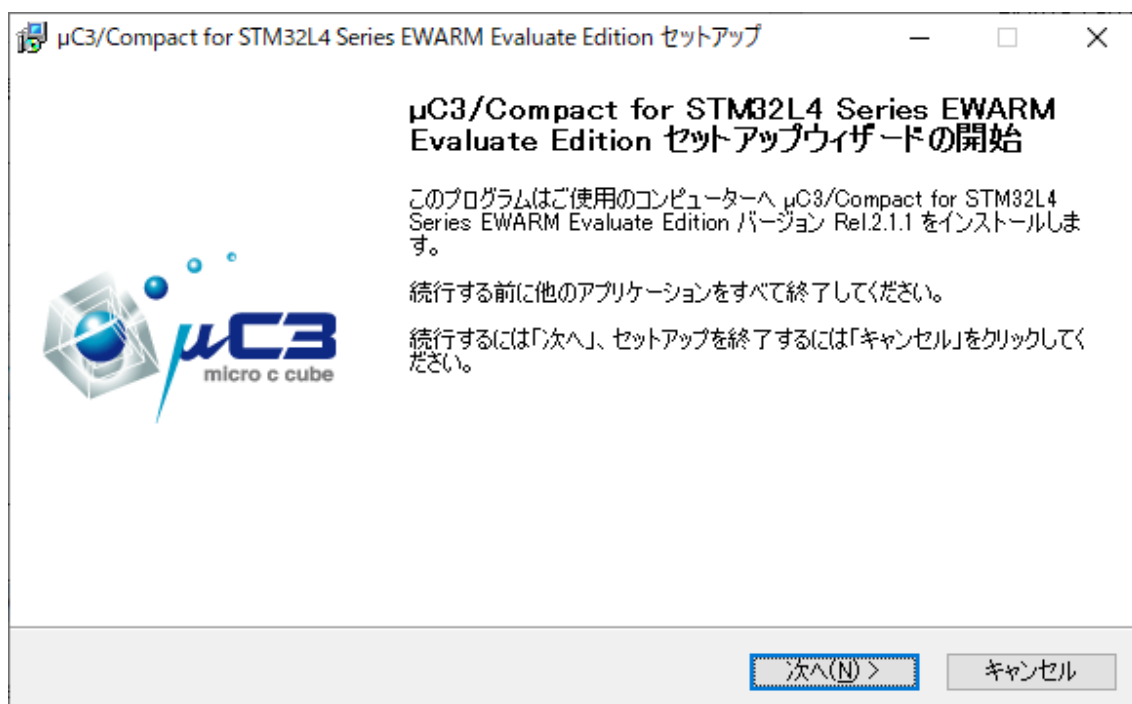 µC3/Compact for STM32L4 Series EWARM Evaluate Edition セットアップ
µC3/Compact for STM32L4 Series EWARM
Evaluate Edition セットアップウィザードの開始
このプログラムはご使用のコンピューターへ µC3/Compact for STM32L4
Series EWARM Evaluate Edition バージョン Rel.2.1.1 をインストールしま
す。
続行する前に他のアプリケーションをすべて終了してください。
続行するには「次へ」、セットアップを終了するには「キャンセル」をクリックしてく
ださい。
µC3
micro c cube
次へ(N) >
キャンセル